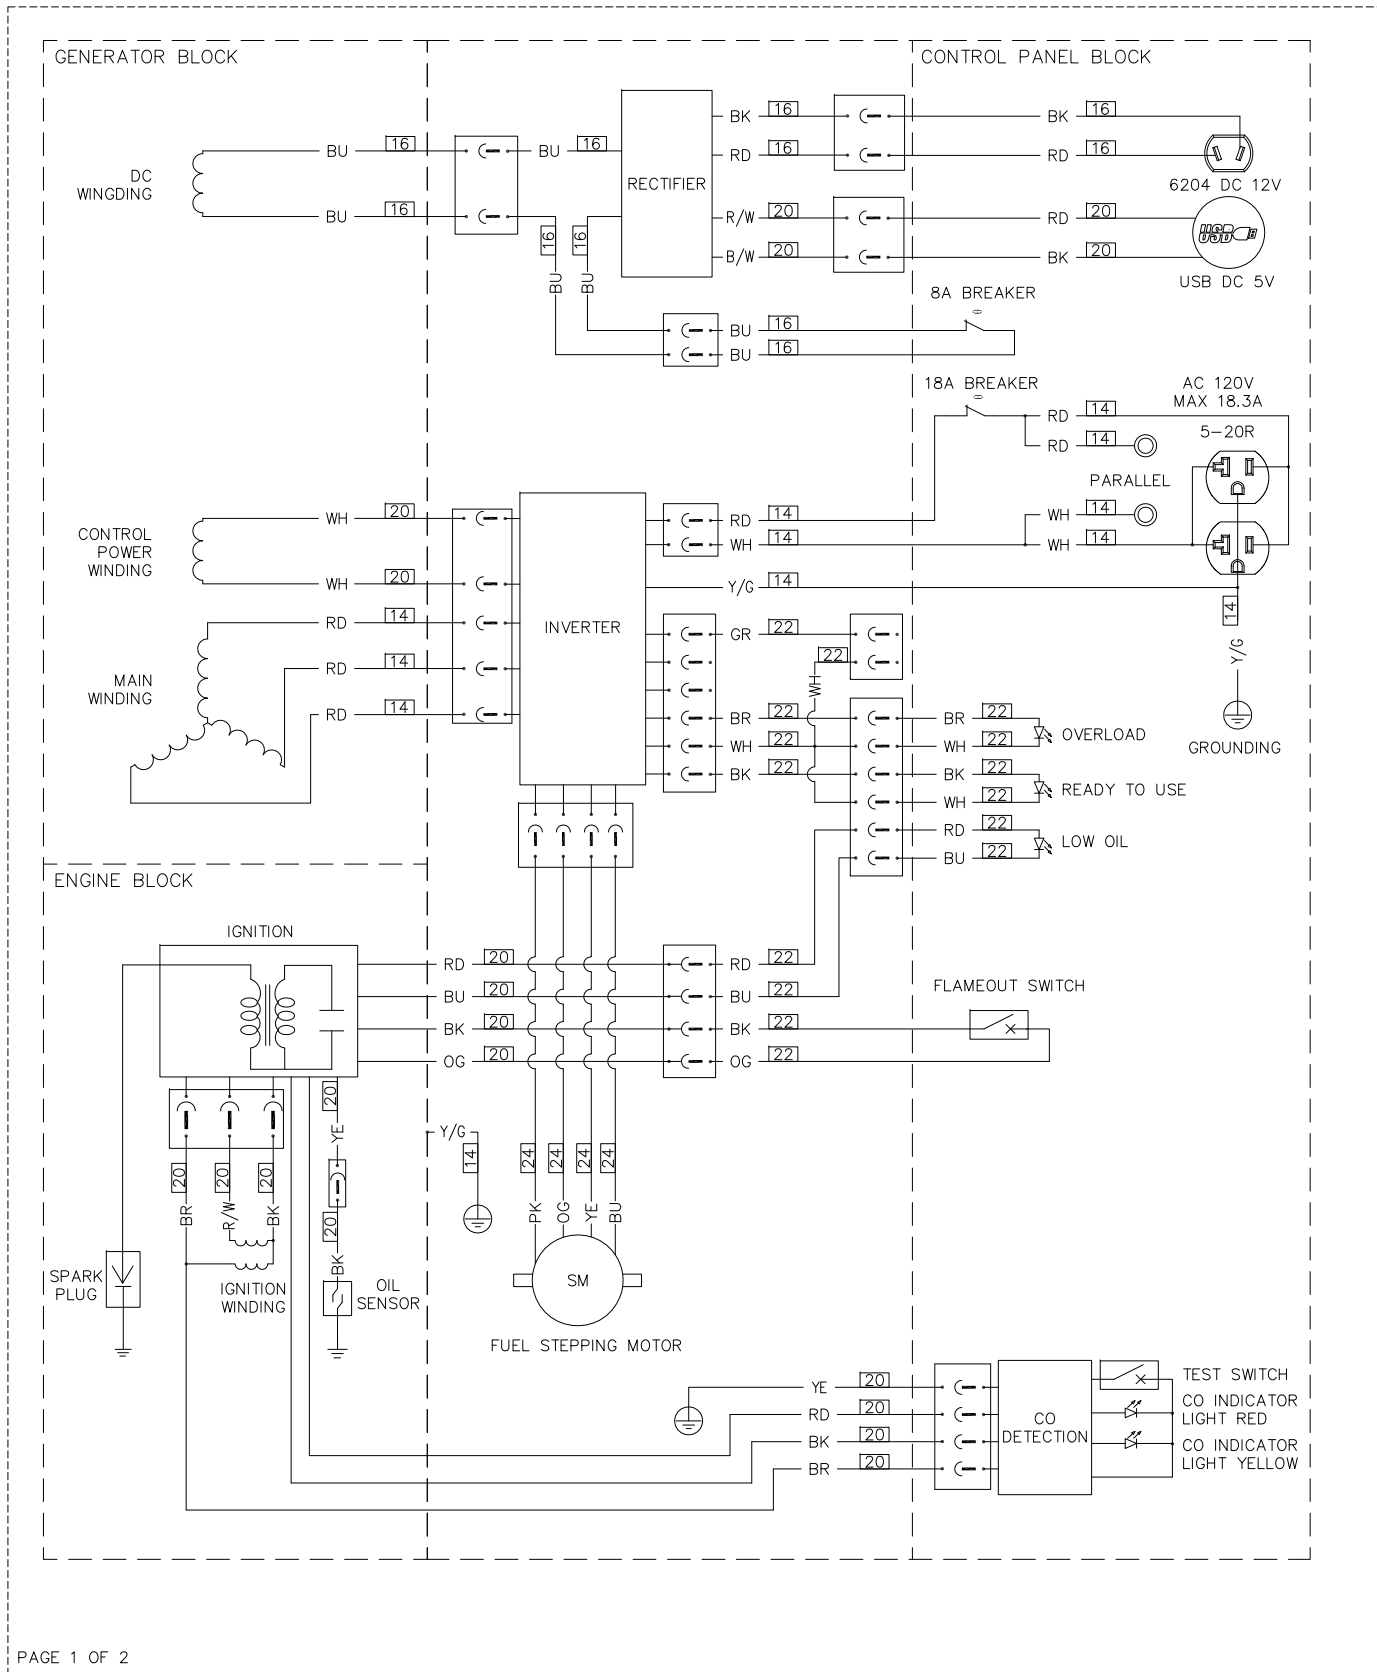 GENERATOR BLOCK
CONTROL PANEL BLOCK
BK 16
BK 16
BU 16
BU 16
RD 16
RD 16
DC
WINGDING
RECTIFIER
6204 DC 12V
BU 16
R/W 20
RD 20
16
16
USB
B/W 20
BK 20
BU
BU
USB DC 5V
8A BREAKER
BU 16
BU 16
18A BREAKER
AC 120V
MAX 18.3A
RD 14
5-20R
RD 14
PARALLEL
WH 20
RD 14
WH 14
CONTROL
POWER
WINDING
WH 14
WH 14
WH 20
Y/G 14
14
RD 14
INVERTER
GR 22
22
Y/G
RD 14
MAIN
WINDING
WH
RD 14
BR 22
BR 22
OVERLOAD
WH 22
WH 22
GROUNDING
BK 22
BK 22
READY TO USE
WH 22
RD 22
LOW OIL
BU 22
ENGINE BLOCK
IGNITION
RD 20
RD 22
BU 20
BU 22
FLAMEOUT SWITCH
BK 20
BK 22
OG 20
OG 22
20
YE
Y/G
14
24
24
24
24
20
20
20
BR
R/W
BK
20
PK
OG
YE
BU
BK
SPARK
PLUG
IGNITION
WINDING
OIL
SENSOR
SM
FUEL STEPPING MOTOR
YE 20
TEST SWITCH
RD 20
CO
DETECTION
CO INDICATOR
LIGHT RED
BK 20
CO INDICATOR
LIGHT YELLOW
BR 20
PAGE 1 OF 2